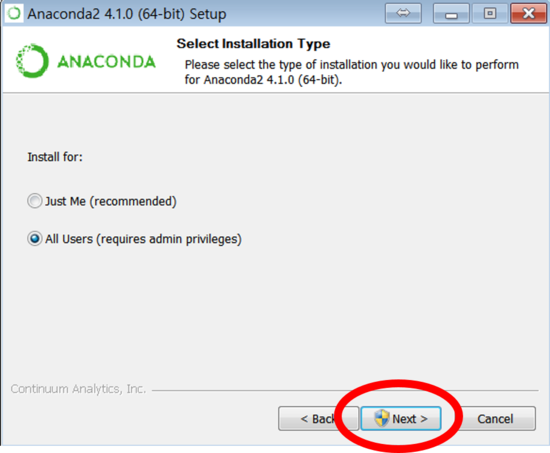 Anaconda2 4.1.0 (64-bit) Setup
ANACONDA
Select Installation Type
Please select the type of installation you would like to perform
for Anaconda2 4.1.0 (64-bit).
Install for:
Just Me (recommended)
All Users (requires admin privileges)
Continuum Analytics, Inc.
< Back
Next >
Cancel